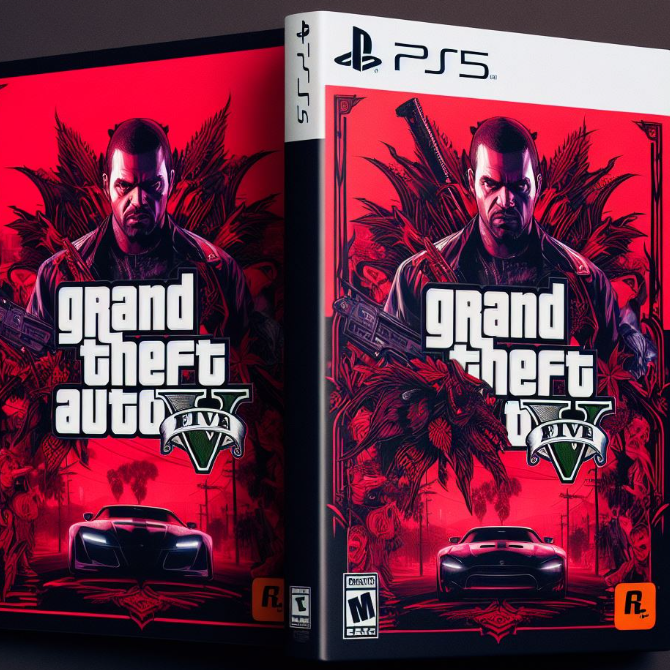 grand
theft
auto V
FIVE
R
PS5
grand
theft
V
FIVE
M
R